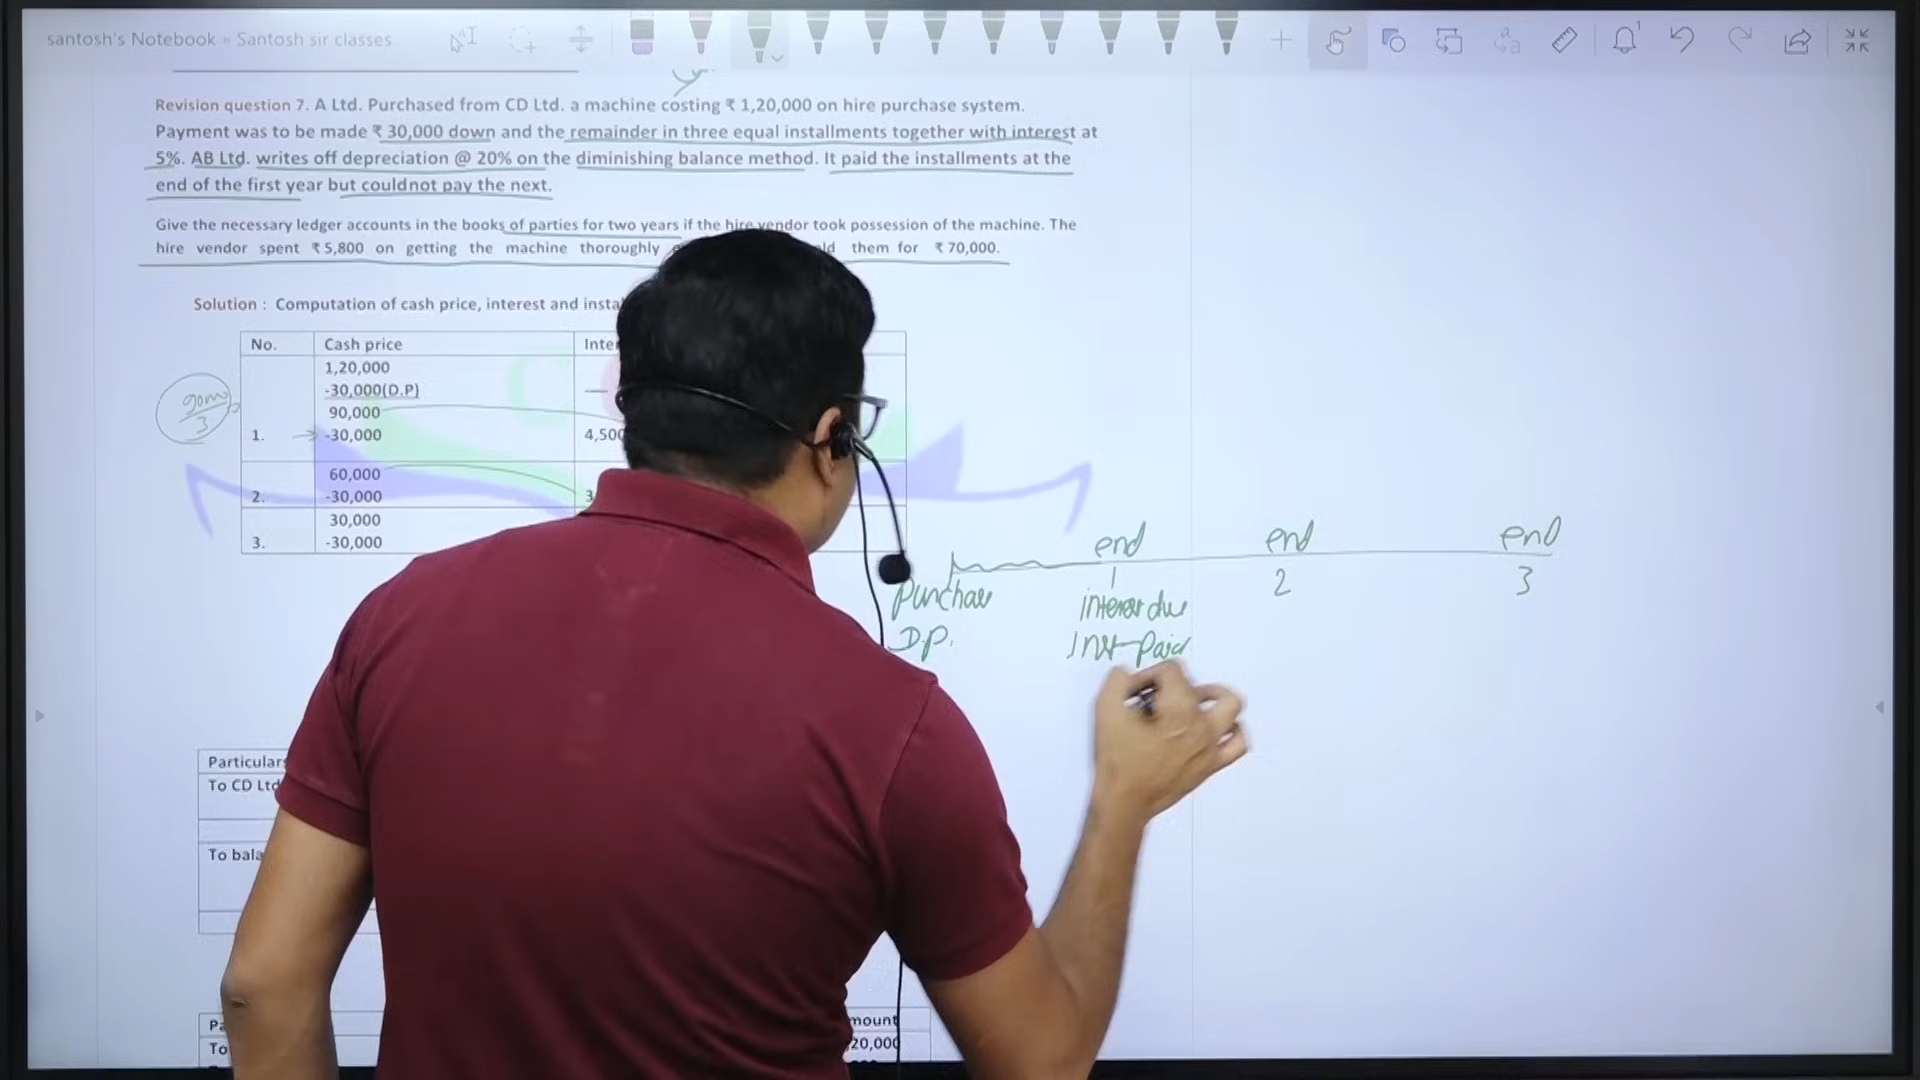 santosh's Notebook » Santosh sir classes
Revision question 7. A Ltd. Purchased from CD Ltd. a machine costing ₹ 1,20,000 on hire purchase system.
Payment was to be made ₹ 30,000 down and the remainder in three equal installments together with interest at
5%. AB Ltd. writes off depreciation @ 20% on the diminishing balance method. It paid the installments at the
end of the first year but couldnot pay the next.
Give the necessary ledger accounts in the books of parties for two years if the hire vendor took possession of the machine. The
hire vendor spent ₹ 5,800 on getting the machine thoroughly them for ₹ 70,000.
Solution : Computation of cash price, interest and
No. Cash price
1,20,000
-30,000(D.P)
90,000
1. -30,000 4,500
60,000
2. -30,000
30,000
3. -30,000
3
end end end
1 2 3
Purchase interest due
D.P. Inst Paid
Particulars
To CD Ltd
To
To